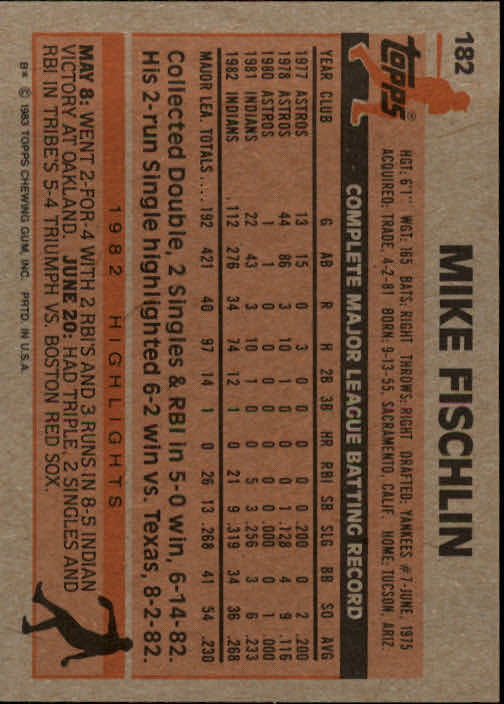 182
topps®
MIKE FISCHLIN
HGT: 6'1" WGT: 165 BATS: RIGHT THROWS: RIGHT DRAFTED: YANKEES #7-JUNE, 1975
ACQUIRED: TRADE, 4-2-81 BORN: 9-13-55, SACRAMENTO, CALIF. HOME: TUCSON, ARIZ.
COMPLETE MAJOR LEAGUE BATTING RECORD
YEAR CLUB G AB R H 2B 3B HR RBI SB SLG BB SO AVG
1977 ASTROS 13 15 0 3 0 0 0 0 0 .200 0 2 .200
1978 ASTROS 44 86 3 10 1 0 0 0 1 .128 4 9 .116
1980 ASTROS 1 1 0 0 0 0 0 0 0 .000 0 1 .000
1981 INDIANS 22 43 3 10 1 0 0 5 3 .256 3 6 .233
1982 INDIANS .112 276 34 74 12 1 0 21 9 .319 34 36 .268
MAJOR LEA. TOTALS .... 192 421 40 97 14 1 0 26 13 .268 41 54 .230
Collected Double, 2 Singles & RBI in 5-0 win, 6-14-82.
His 2-run Single highlighted 6-2 win vs. Texas, 8-2-82.
1982 HIGHLIGHTS
MAY 8: WENT 2-FOR-4 WITH 2 RBI'S AND 3 RUNS IN 8-5 INDIAN
VICTORY AT OAKLAND. JUNE 20: HAD TRIPLE, 2 SINGLES AND
RBI IN TRIBE'S 5-4 TRIUMPH VS. BOSTON RED SOX.
B* © 1983 TOPPS CHEWING GUM, INC. PRTD. IN U.S.A.